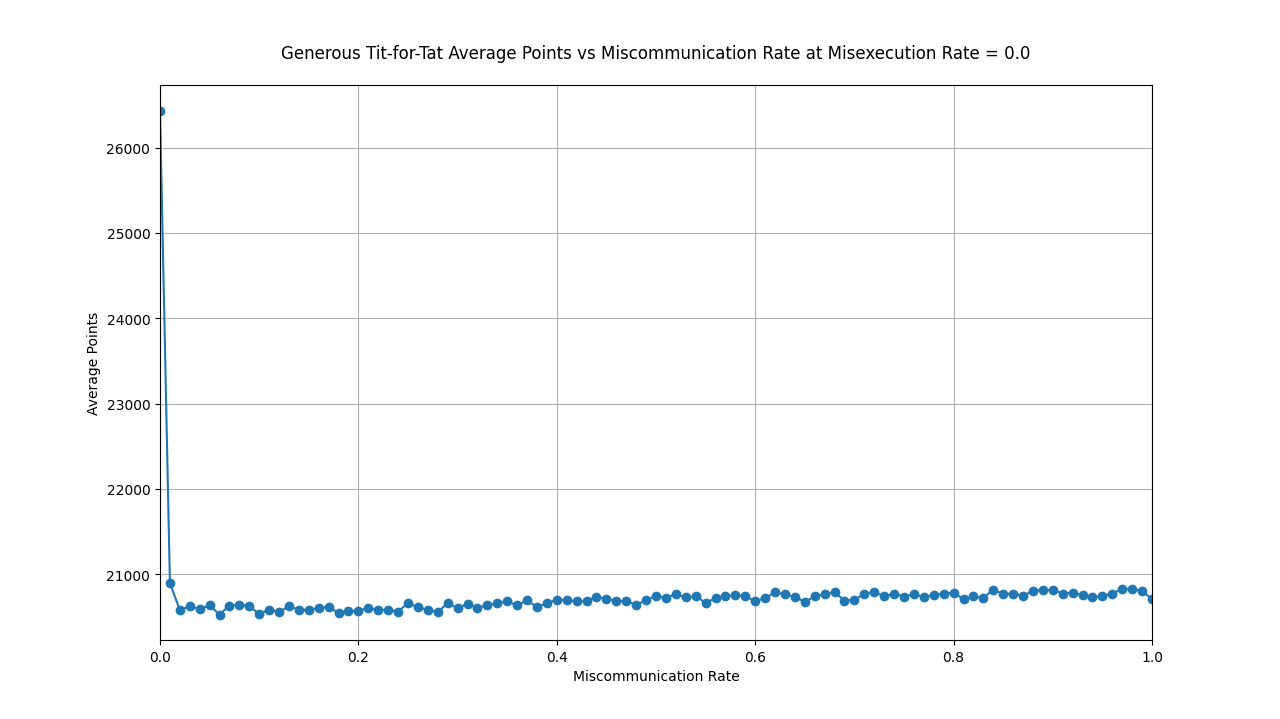 Generous Tit-for-Tat Average Points vs Miscommunication Rate at Misexecution Rate = 0.0
26000
25000
24000
23000
22000
21000
Average Points
0.0 0.2 0.4 0.6 0.8 1.0
Miscommunication Rate